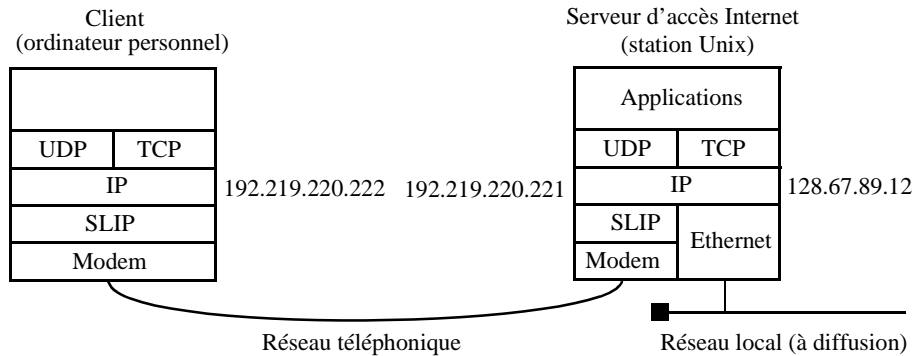 Client
(ordinateur personnel)
Serveur d’accès Internet
(station Unix)
Applications
UDP TCP
UDP TCP
IP
192.219.220.222
192.219.220.221
IP
128.67.89.12
SLIP
SLIP
Ethernet
Modem
Modem
Réseau téléphonique
Réseau local (à diffusion)